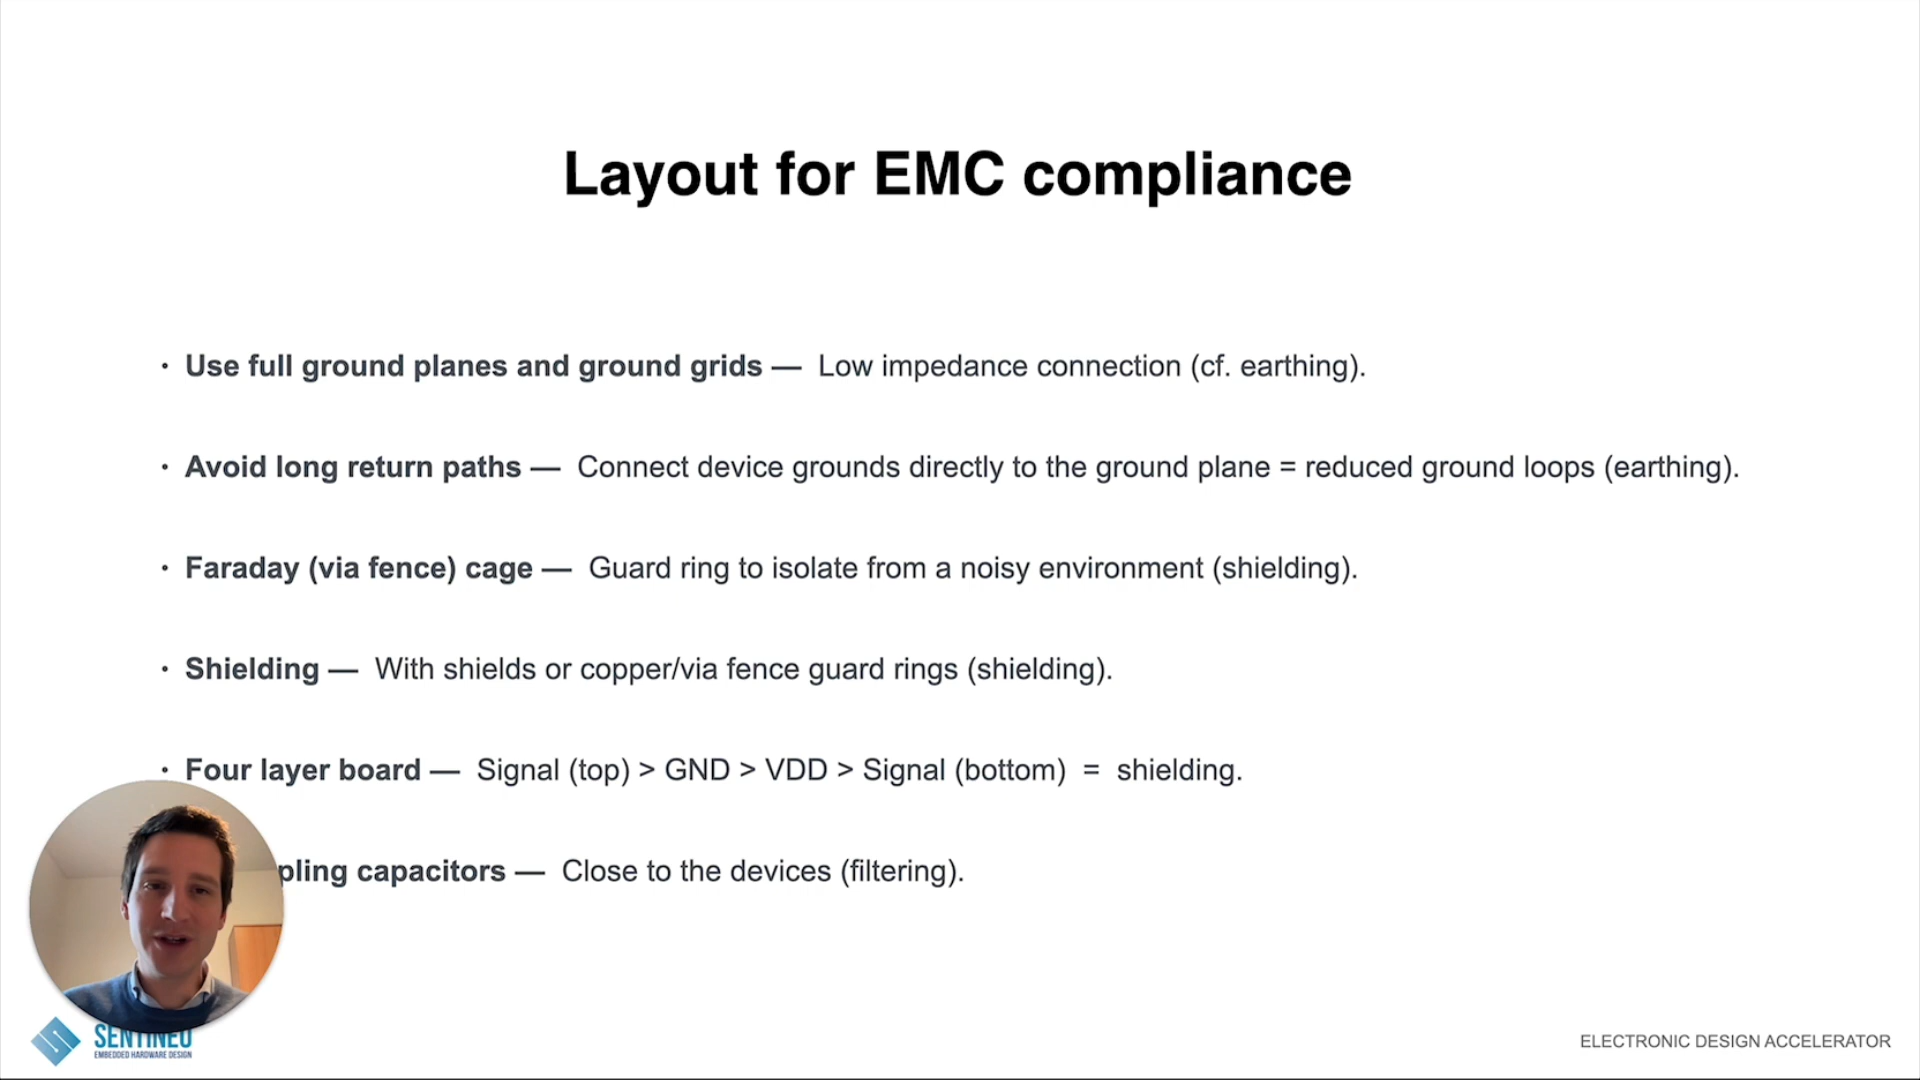 Layout for EMC compliance
· Use full ground planes and ground grids — Low impedance connection (cf. earthing).
· Avoid long return paths — Connect device grounds directly to the ground plane = reduced ground loops (earthing).
· Faraday (via fence) cage — Guard ring to isolate from a noisy environment (shielding).
· Shielding — With shields or copper/via fence guard rings (shielding).
· Four layer board — Signal (top) > GND > VDD > Signal (bottom) = shielding.
pling capacitors — Close to the devices (filtering).
EMBEDDED HARDWARE DESIGN
ELECTRONIC DESIGN ACCELERATOR